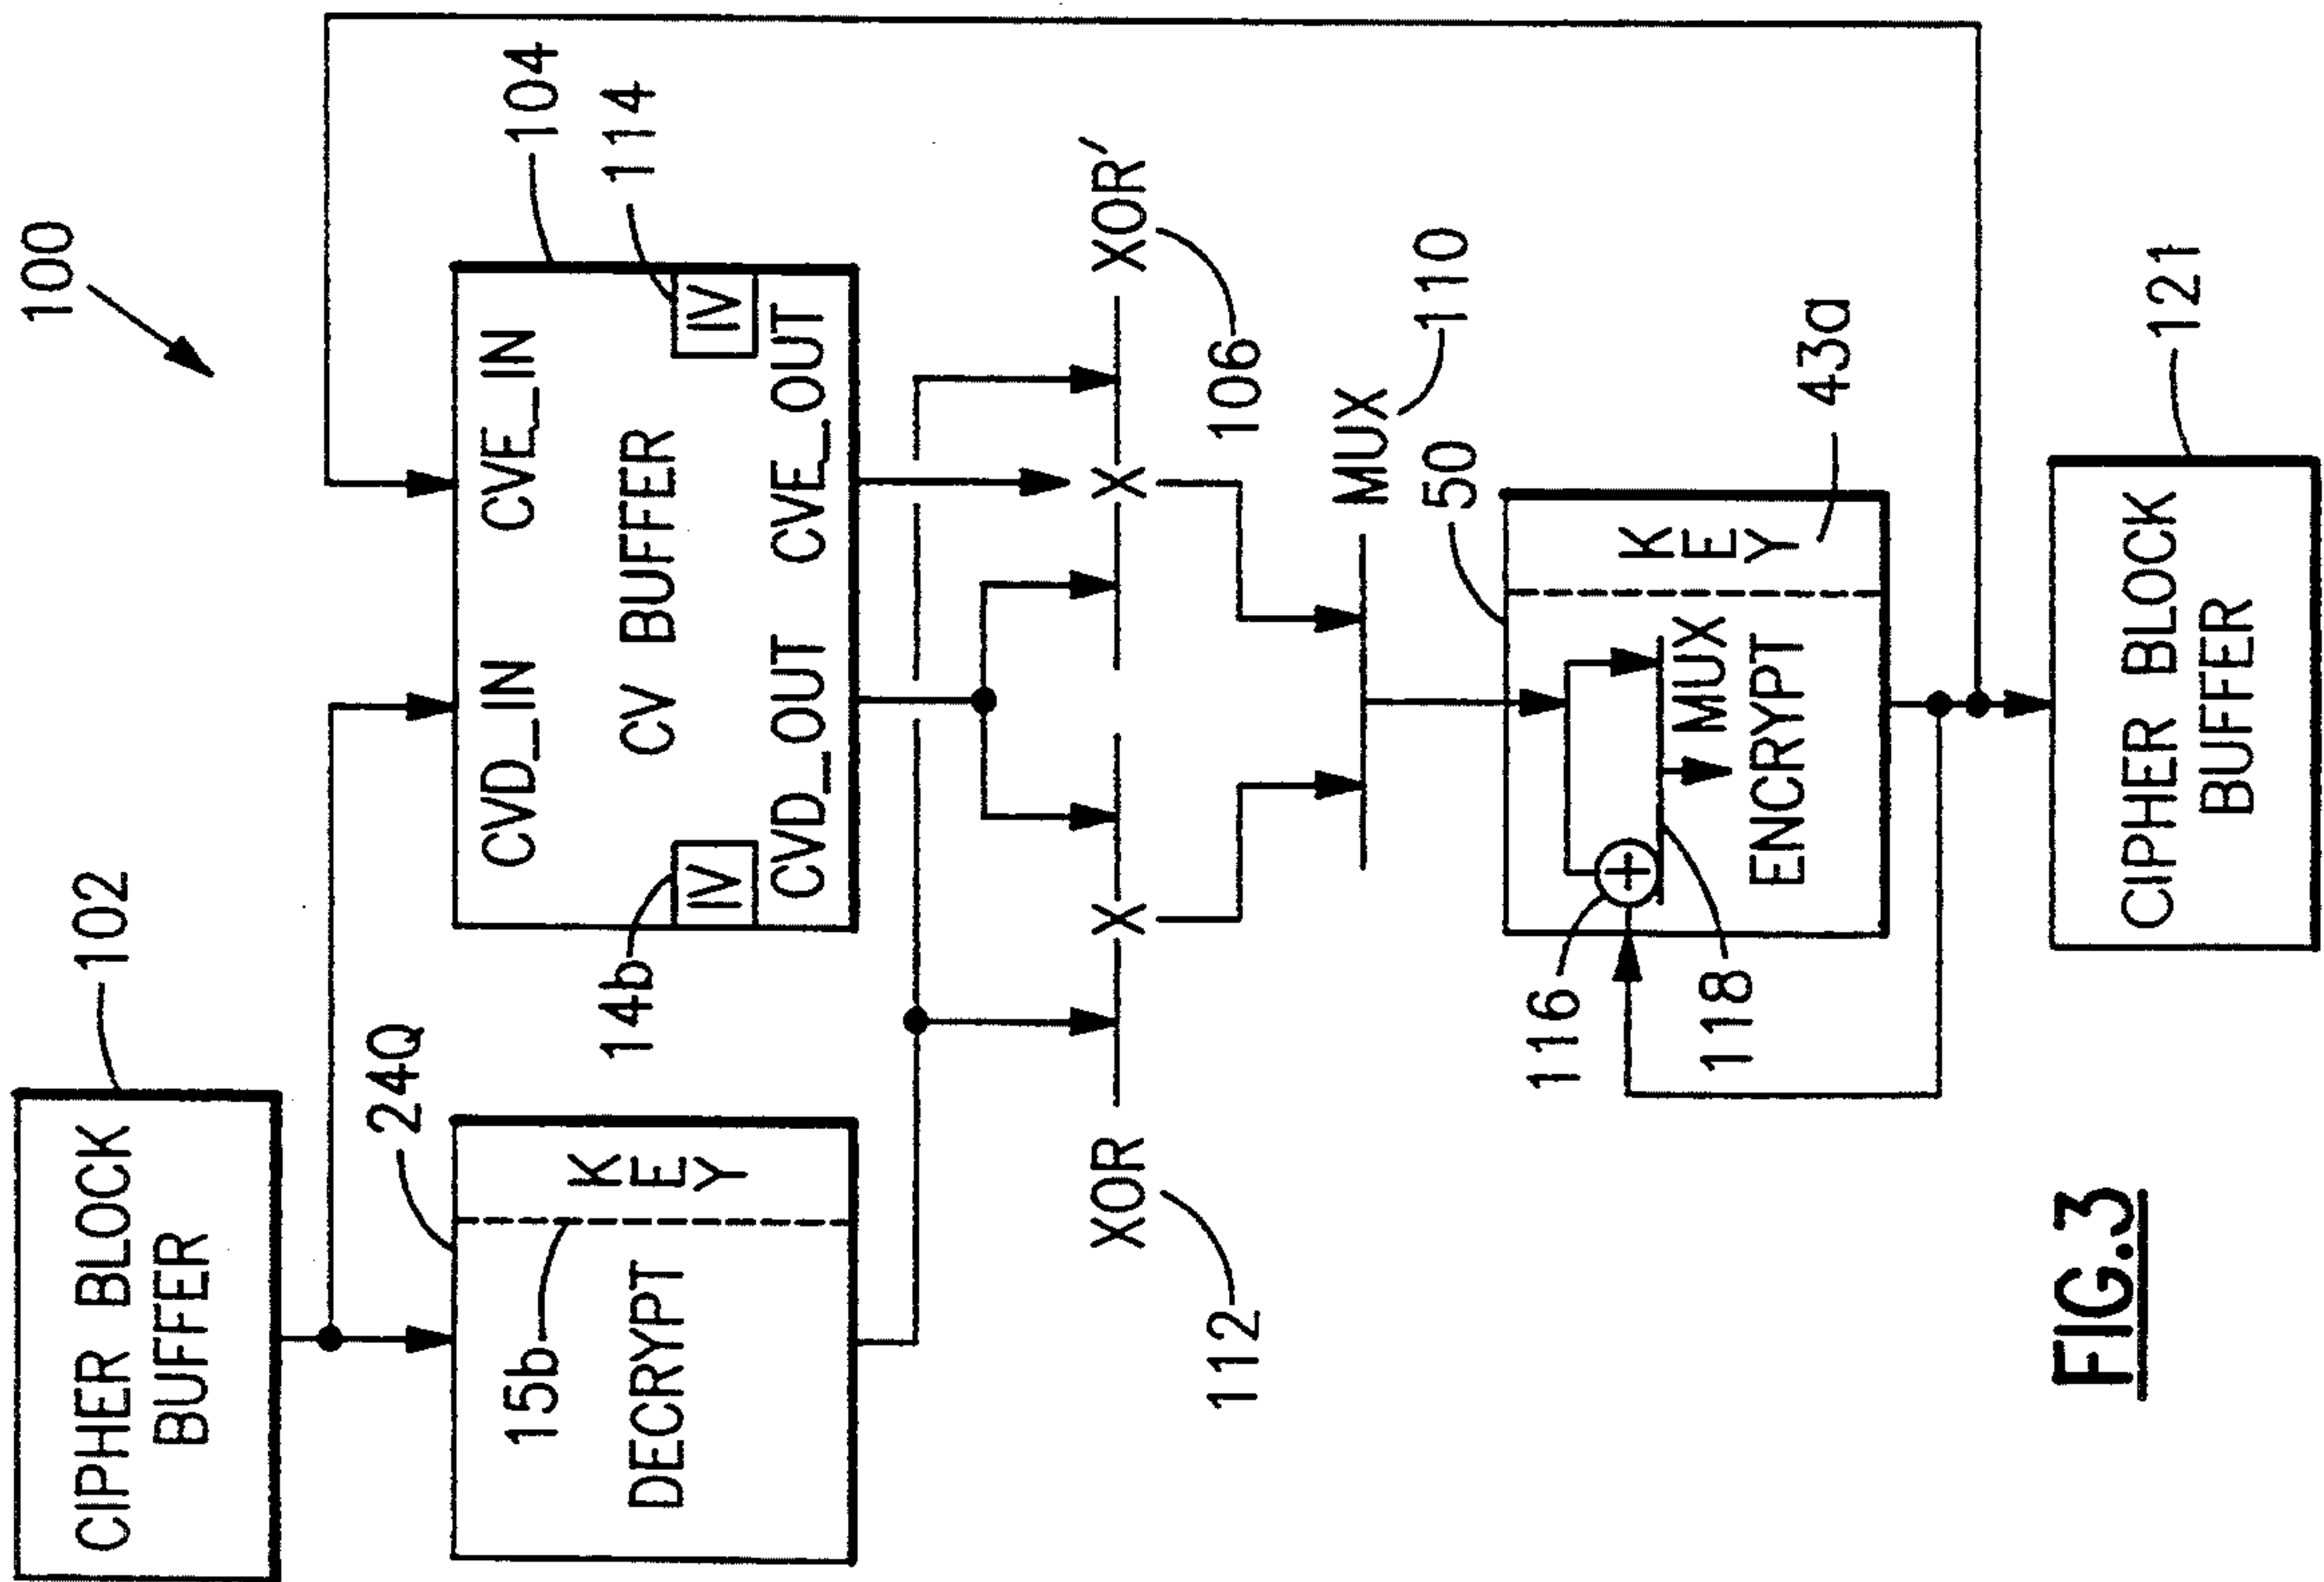 100
CIPHER BLOCK
BUFFER
102
24Q
15b
DECRYPT
KEY
CVD_IN
CVE_IN
CV BUFFER
14b
IV
IV
CVD_OUT
CVE_OUT
104
114
XOR
112
XOR'
106
X
X
MUX
110
50
116
118
MUX
ENCRYPT
KEY
43a
CIPHER BLOCK
BUFFER
121
FIG.3